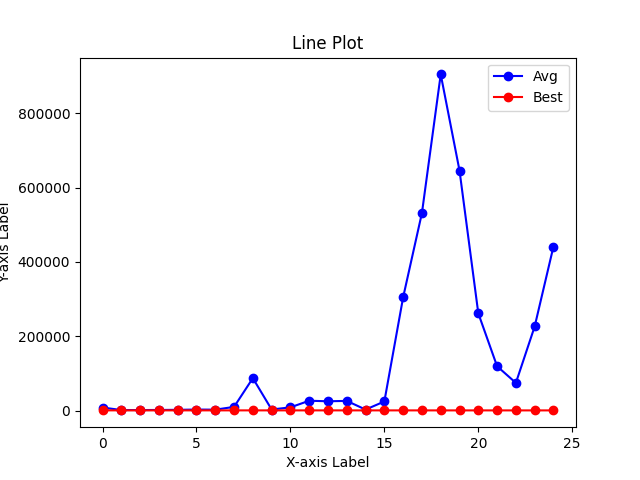 Line Plot
Avg
Best
800000
600000
400000
200000
0
Y-axis Label
0 5 10 15 20 25
X-axis Label